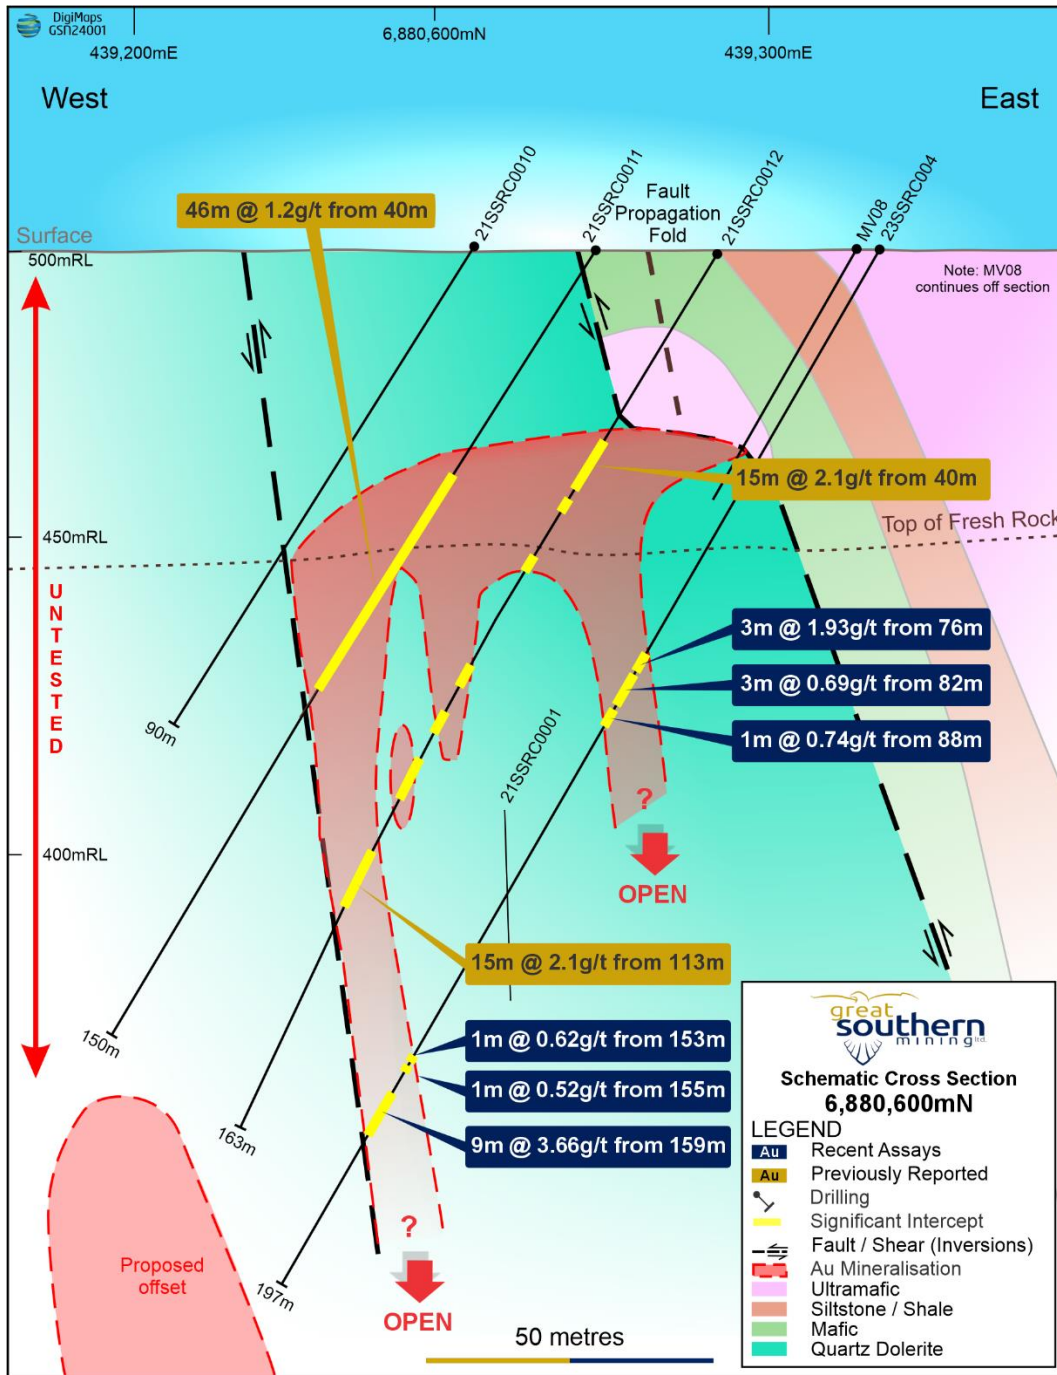 DigiMaps
GSN24001
439,200mE
6,880,600mN
439,300mE
West
East
21SSRC0010
21SSRC0011
21SSRC0012
MV08
23SSRC004
Fault
Propagation
Fold
46m @ 1.2g/t from 40m
Surface
500mRL
Note: MV08
continues off section
15m @ 2.1g/t from 40m
Top of Fresh Rock
450mRL
UNTESTED
3m @ 1.93g/t from 76m
3m @ 0.69g/t from 82m
1m @ 0.74g/t from 88m
90m
21SSRC0001
?
OPEN
400mRL
15m @ 2.1g/t from 113m
150m
1m @ 0.62g/t from 153m
1m @ 0.52g/t from 155m
9m @ 3.66g/t from 159m
163m
?
OPEN
197m
Proposed
offset
50 metres
great
southern
mining ltd.
Schematic Cross Section
6,880,600mN
LEGEND
Au Recent Assays
Au Previously Reported
Drilling
Significant Intercept
Fault / Shear (Inversions)
Au Mineralisation
Ultramafic
Siltstone / Shale
Mafic
Quartz Dolerite